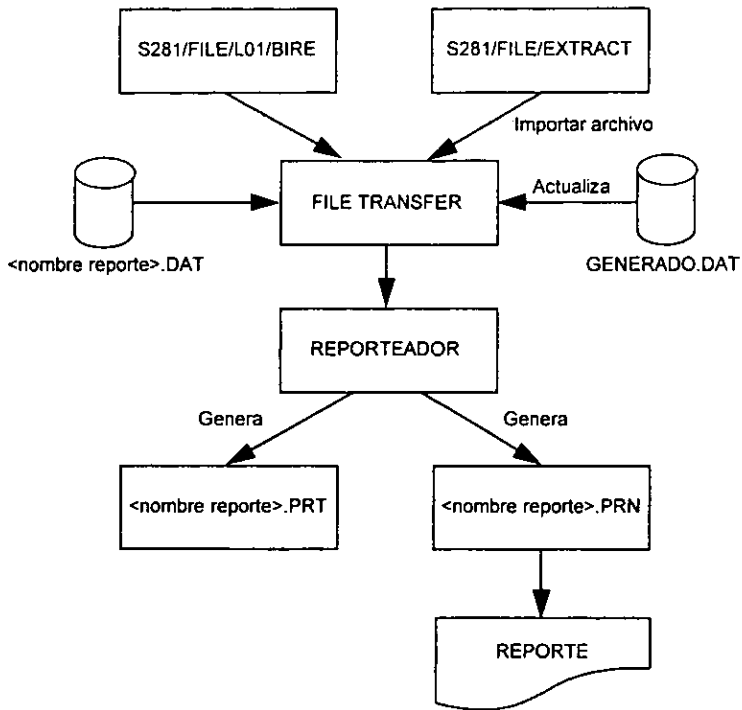 S281/FILE/L01/BIRE
S281/FILE/EXTRACT
Importar archivo
FILE TRANSFER
Actualiza
<nombre reporte>.DAT
GENERADO.DAT
REPORTEADOR
Genera
Genera
<nombre reporte>.PRT
<nombre reporte>.PRN
REPORTE